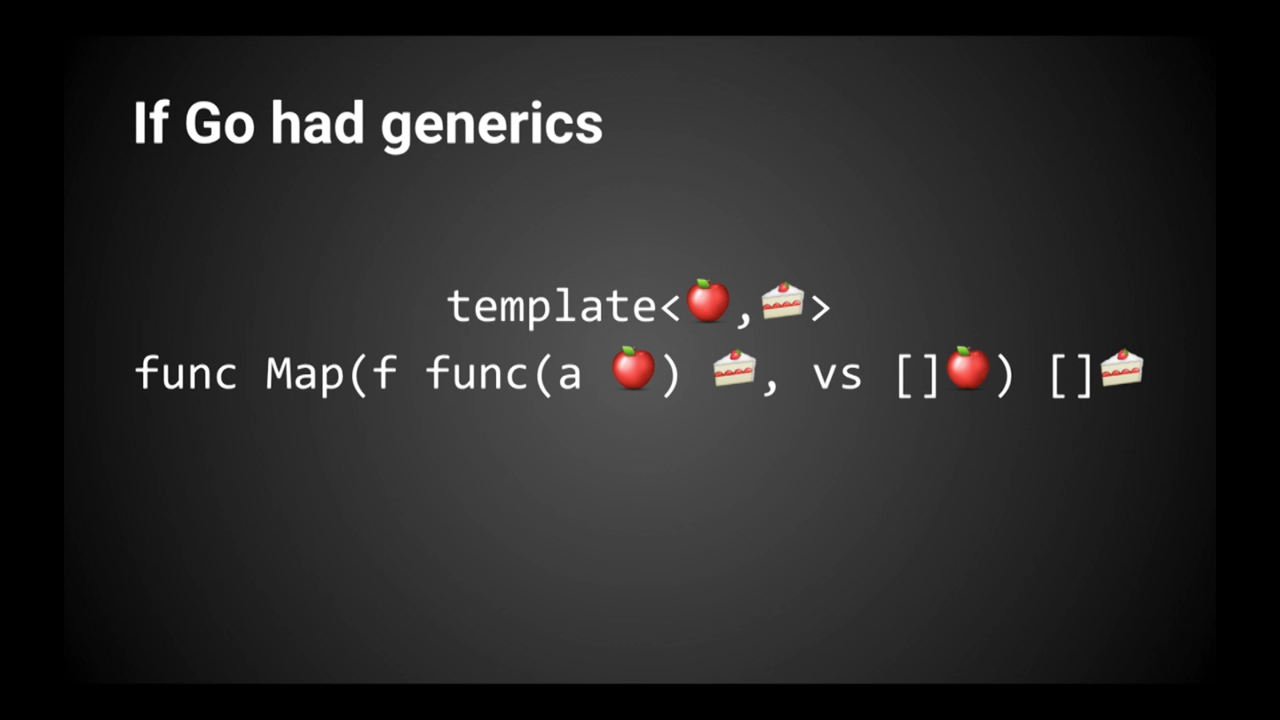 If Go had generics
template<🍎,🍰>
func Map(f func(a 🍎) 🍰, vs []🍎) []🍰